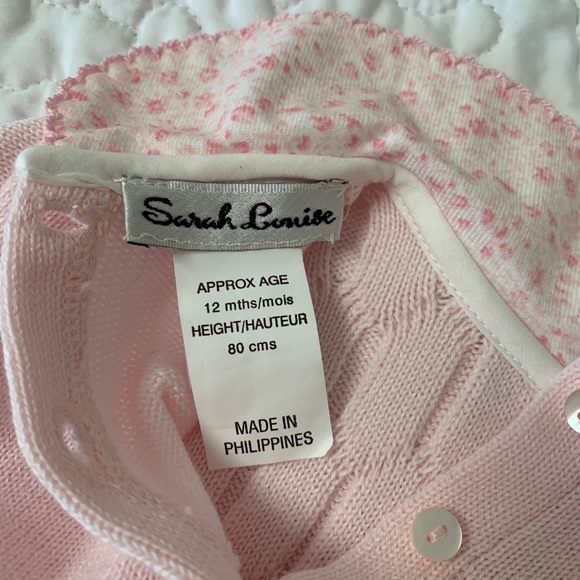 Sarah Louise
APPROX AGE
12 mths/mois
HEIGHT/HAUTEUR
80 cms
MADE IN
PHILIPPINES